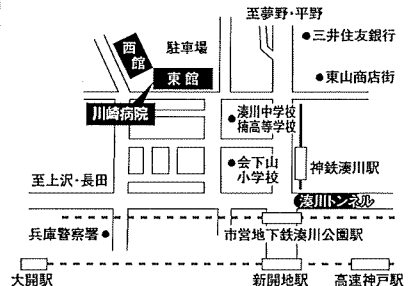 至夢野・平野
三井住友銀行
西館
駐車場
東館
東山商店街
川崎病院
湊川中学校
楠高等学校
会下山
小学校
神鉄湊川駅
至上沢・長田
湊川トンネル
兵庫警察署
市営地下鉄湊川公園駅
大開駅
新開地駅
高速神戸駅